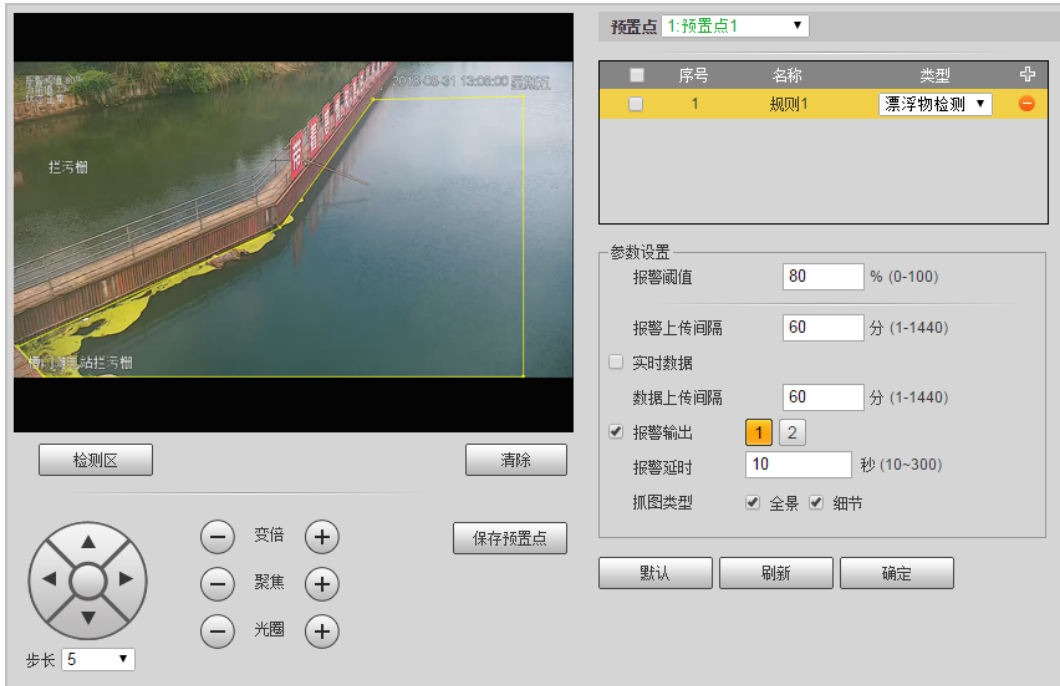 预置点 1:预置点1
序号 名称 类型
1 规则1 漂浮物检测
2018-08-31 13:08:00 星期五
拦污栅
带 看
站拦污栅
参数设置
报警阈值 80 % (0-100)
报警上传间隔 60 分 (1-1440)
实时数据
数据上传间隔 60 分 (1-1440)
报警输出 1 2
报警延时 10 秒 (10~300)
抓图类型 全景 细节
检测区 清除
变倍 保存预置点
聚焦
光圈
步长 5
默认 刷新 确定